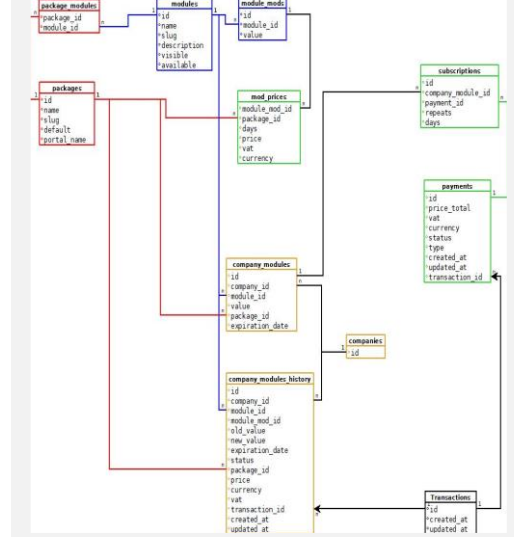 package_modules
package_id
module_id
modules
id
name
slug
description
visible
available
module_mods
id
module_id
value
packages
id
name
slug
default
portal_name
mod_prices
module_mod_id
package_id
days
price
vat
currency
subscriptions
id
company_module_id
payment_id
repeats
days
payments
id
price_total
vat
currency
status
type
created_at
updated_at
transaction_id
company_modules
id
company_id
module_id
value
package_id
expiration_date
companies
id
company_modules_history
id
company_id
module_id
module_mod_id
old_value
new_value
expiration_date
status
package_id
price
currency
vat
transaction_id
created_at
updated_at
Transactions
id
created_at
updated_at